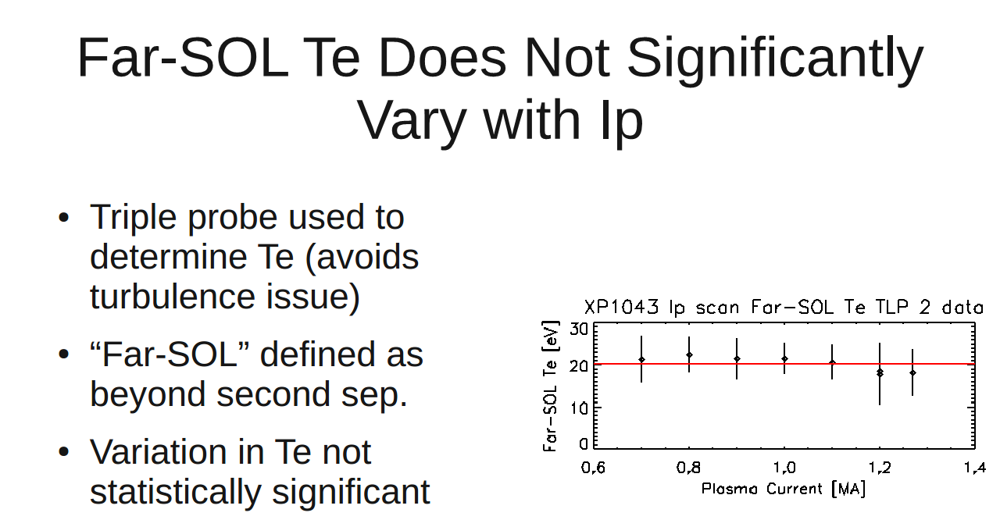 Far-SOL Te Does Not Significantly
Vary with Ip
• Triple probe used to
determine Te (avoids
turbulence issue)
• “Far-SOL” defined as
beyond second sep.
• Variation in Te not
statistically significant
XP1043 Ip scan Far-SOL Te TLP 2 data
Far-SOL Te [eV]
30
20
10
0
0.6 0.8 1.0 1.2 1.4
Plasma Current [MA]